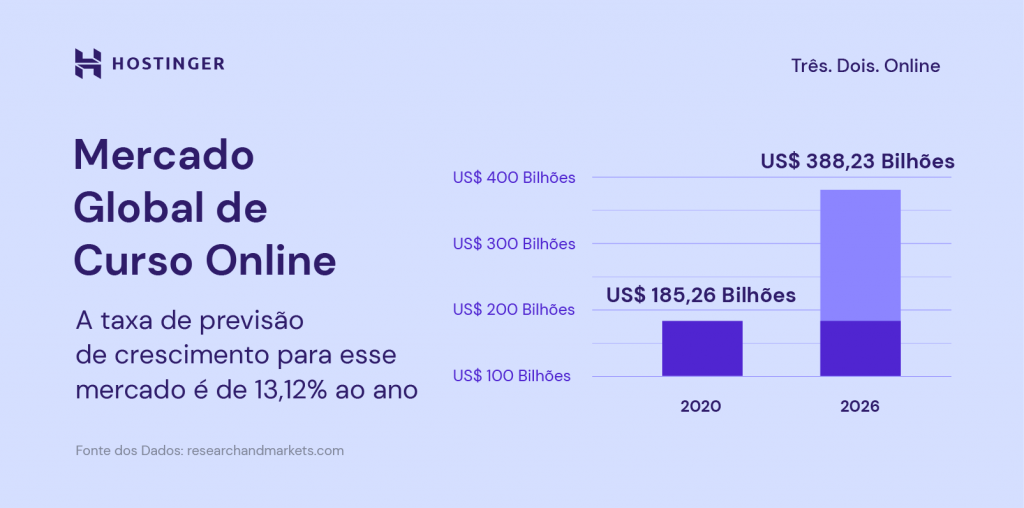 HOSTINGER
Três. Dois. Online
Mercado
Global de
Curso Online
A taxa de previsão
de crescimento para esse
mercado é de 13,12% ao ano
Fonte dos Dados: researchandmarkets.com
US$ 388,23 Bilhões
US$ 400 Bilhões
US$ 300 Bilhões
US$ 185,26 Bilhões
US$ 200 Bilhões
US$ 100 Bilhões
2020
2026